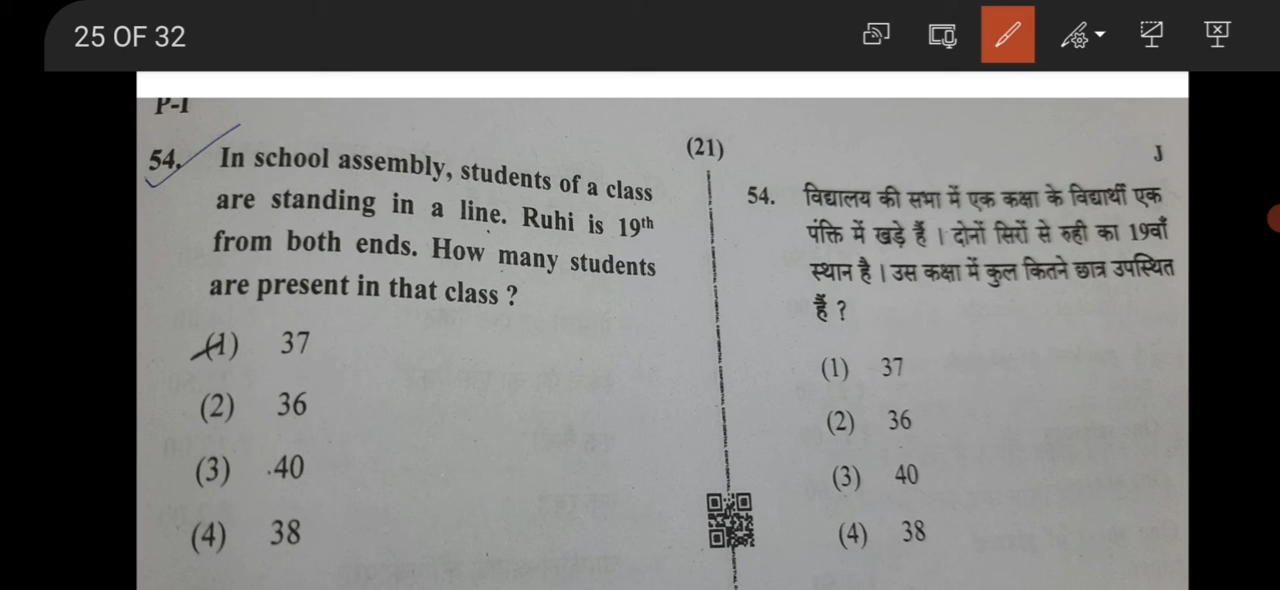 25 OF 32
P-I
(21)
J
54. In school assembly, students of a class
are standing in a line. Ruhi is 19th
from both ends. How many students
are present in that class ?
(1) 37
(2) 36
(3) 40
(4) 38
54. विद्यालय की सभा में एक कक्षा के विद्यार्थी एक
पंक्ति में खड़े हैं । दोनों सिरों से रुही का 19वाँ
स्थान है । उस कक्षा में कुल कितने छात्र उपस्थित
हैं ?
(1) 37
(2) 36
(3) 40
(4) 38